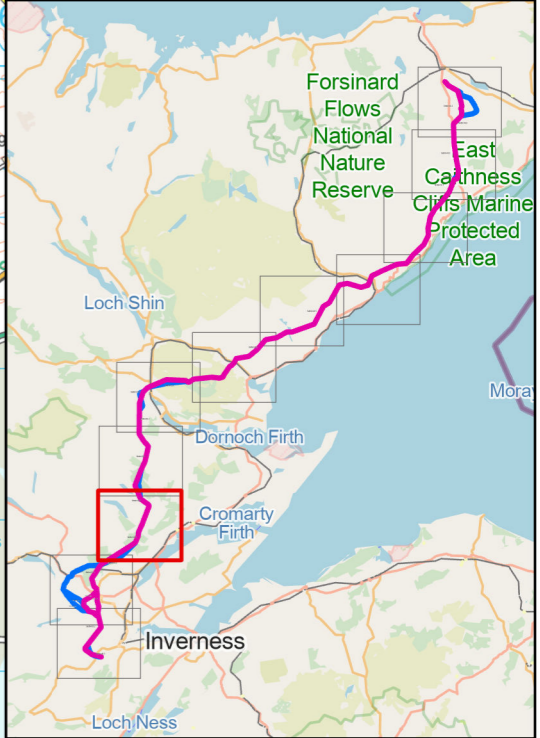 Forsinard
Flows
National
Nature
Reserve
East
Caithness
Cliffs Marine
Protected
Area
Loch Shin
Moray
Dornoch Firth
Cromarty
Firth
Inverness
Loch Ness